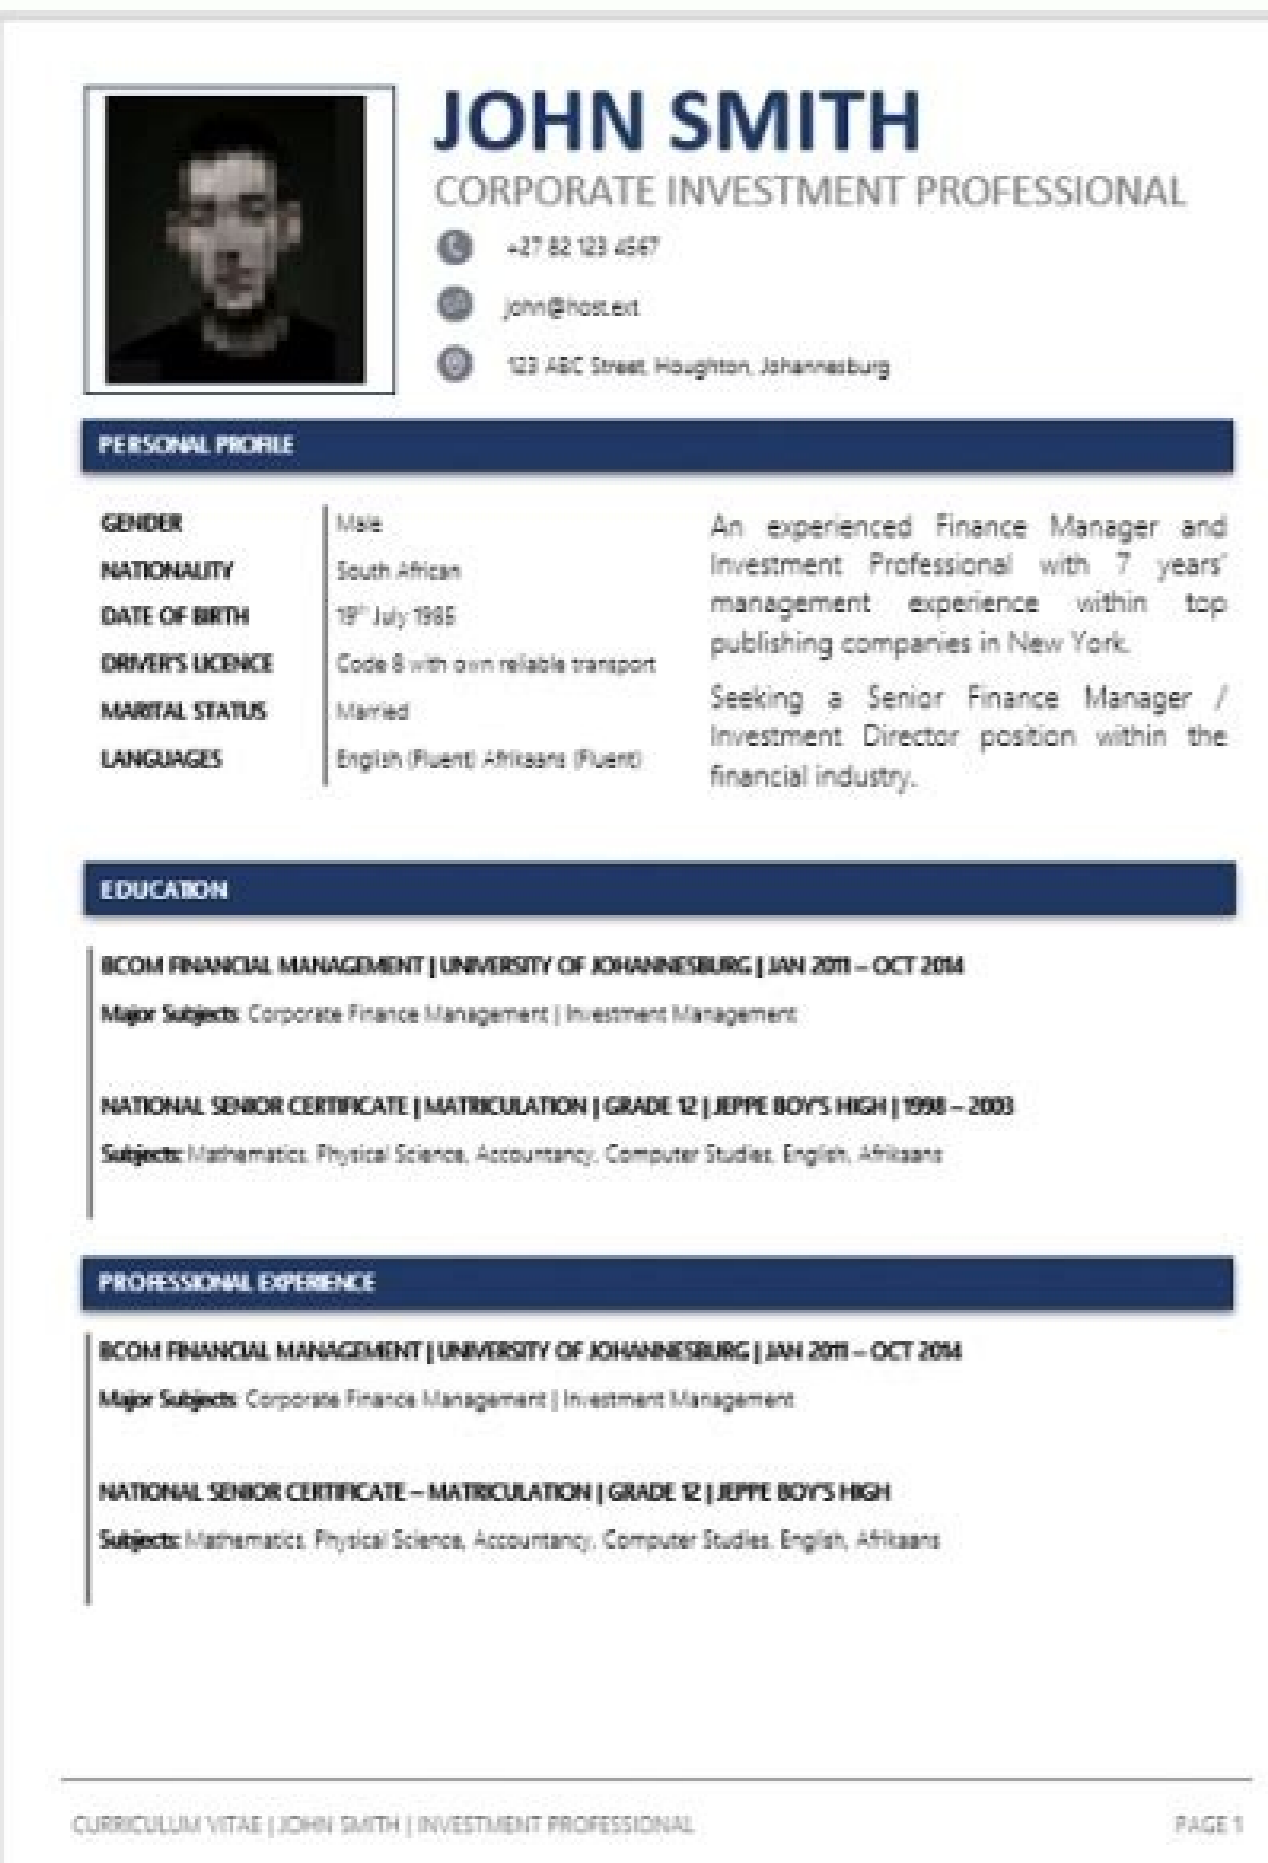 JOHN SMITH
CORPORATE INVESTMENT PROFESSIONAL
+27 82 123 4567
john@host.ext
123 ABC Street, Houghton, Johannesburg
PERSONAL PROFILE
GENDER Male
NATIONALITY South African
DATE OF BIRTH 19th July 1985
DRIVER'S LICENCE Code 8 with own reliable transport
MARITAL STATUS Married
LANGUAGES English (Fluent) Afrikaans (Fluent)
An experienced Finance Manager and
Investment Professional with 7 years'
management experience within top
publishing companies in New York.
Seeking a Senior Finance Manager /
Investment Director position within the
financial industry.
EDUCATION
BCOM FINANCIAL MANAGEMENT | UNIVERSITY OF JOHANNESBURG | JAN 2011 – OCT 2014
Major Subjects: Corporate Finance Management | Investment Management
NATIONAL SENIOR CERTIFICATE | MATRICULATION | GRADE 12 | JEPPE BOY'S HIGH | 1998 – 2003
Subjects: Mathematics, Physical Science, Accountancy, Computer Studies, English, Afrikaans
PROFESSIONAL EXPERIENCE
BCOM FINANCIAL MANAGEMENT | UNIVERSITY OF JOHANNESBURG | JAN 2011 – OCT 2014
Major Subjects: Corporate Finance Management | Investment Management
NATIONAL SENIOR CERTIFICATE – MATRICULATION | GRADE 12 | JEPPE BOY'S HIGH
Subjects: Mathematics, Physical Science, Accountancy, Computer Studies, English, Afrikaans
CURRICULUM VITAE | JOHN SMITH | INVESTMENT PROFESSIONAL PAGE 1